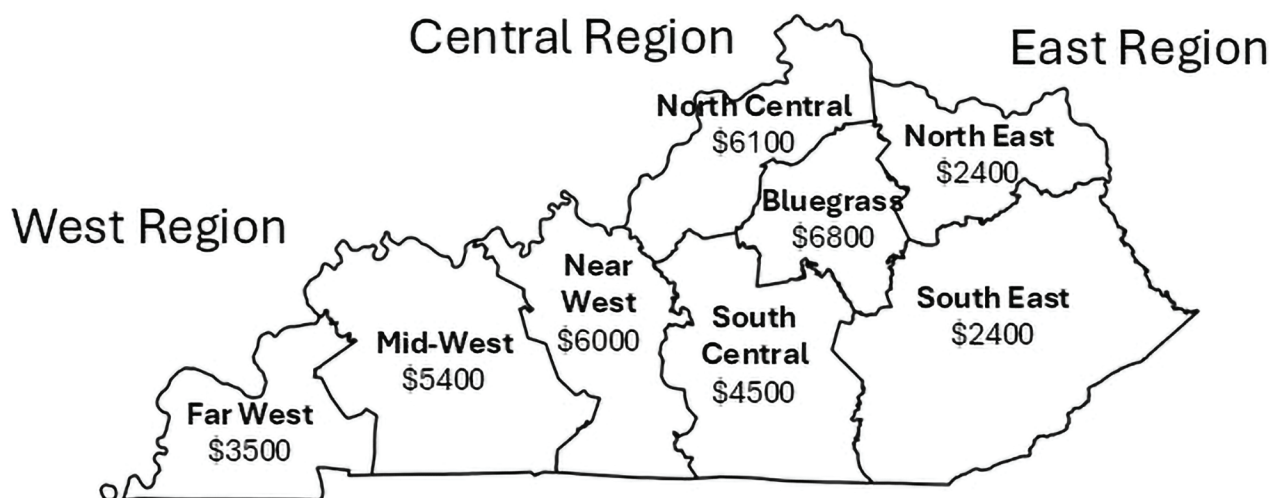 Central Region
East Region
West Region
North Central
$6100
North East
$2400
Bluegrass
$6800
Near
West
$6000
South
Central
$4500
South East
$2400
Mid-West
$5400
Far West
$3500